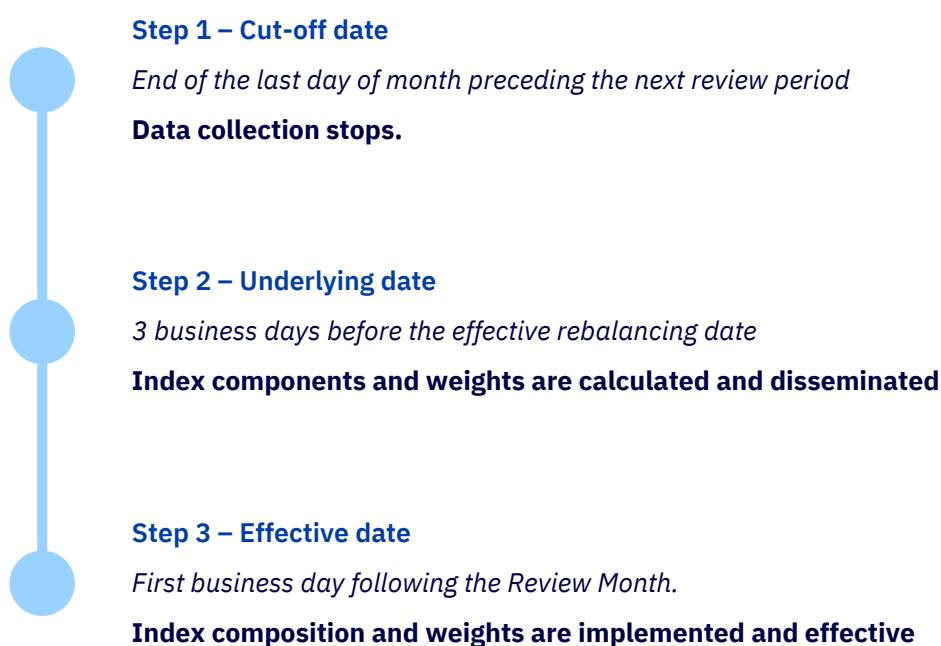 Step 1 – Cut-off date
End of the last day of month preceding the next review period
Data collection stops.
Step 2 – Underlying date
3 business days before the effective rebalancing date
Index components and weights are calculated and disseminated
Step 3 – Effective date
First business day following the Review Month.
Index composition and weights are implemented and effective